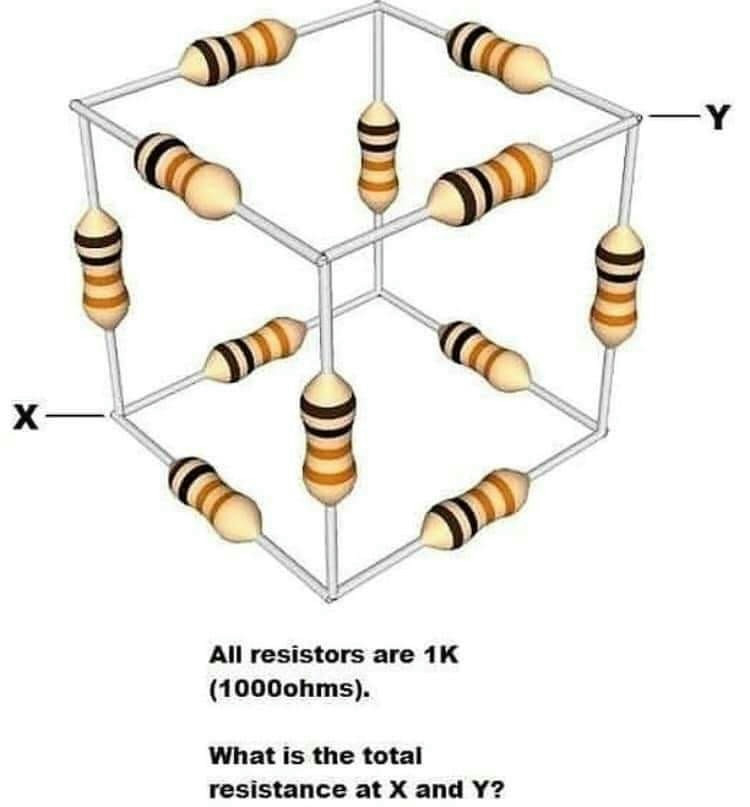 Y
X
All resistors are 1K
(1000ohms).
What is the total
resistance at X and Y?